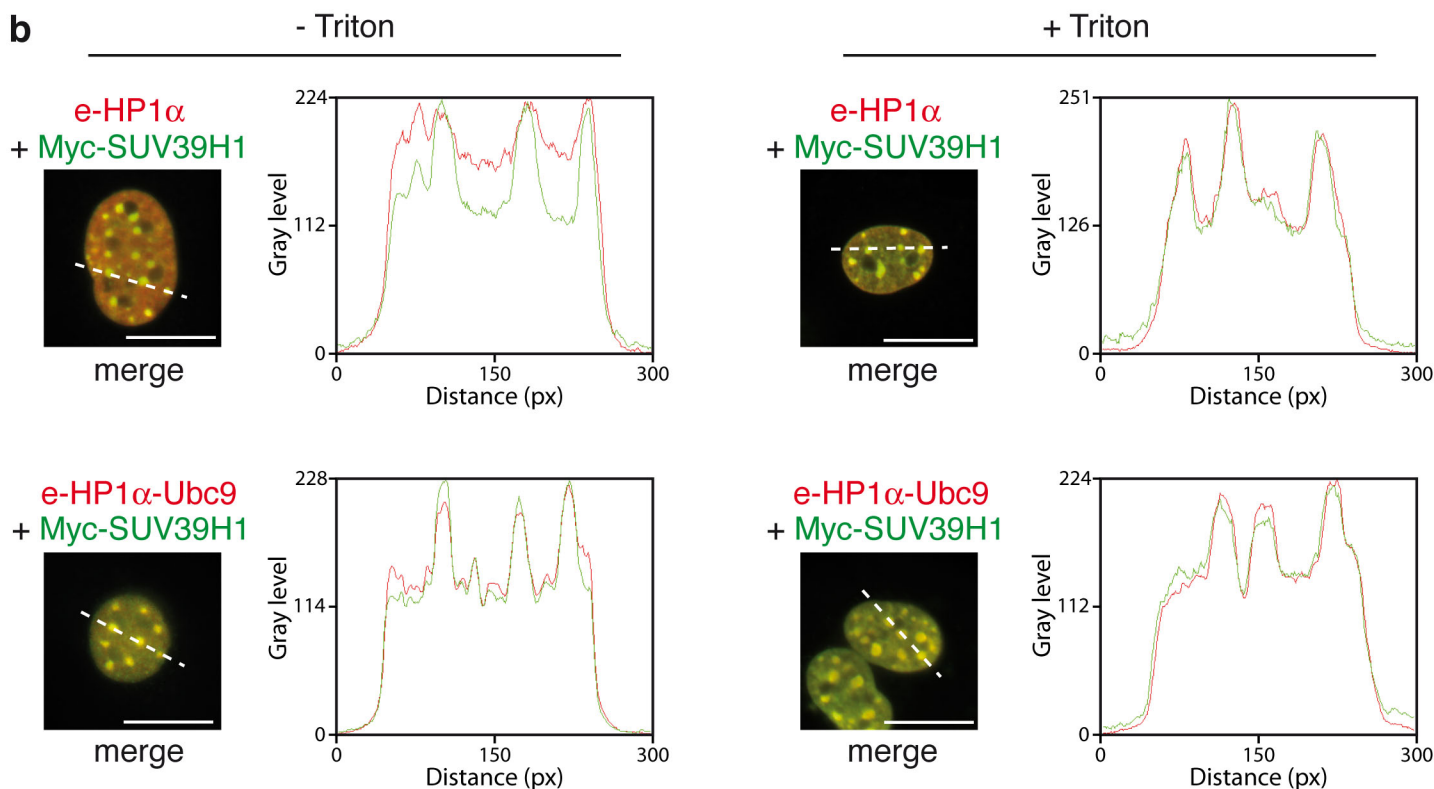 b
- Triton
+ Triton
e-HP1α
+ Myc-SUV39H1
merge
224
112
0
Gray level
0
150
300
Distance (px)
e-HP1α
+ Myc-SUV39H1
merge
251
126
0
Gray level
0
150
300
Distance (px)
e-HP1α-Ubc9
+ Myc-SUV39H1
merge
228
114
0
Gray level
0
150
300
Distance (px)
e-HP1α-Ubc9
+ Myc-SUV39H1
merge
224
112
0
Gray level
0
150
300
Distance (px)